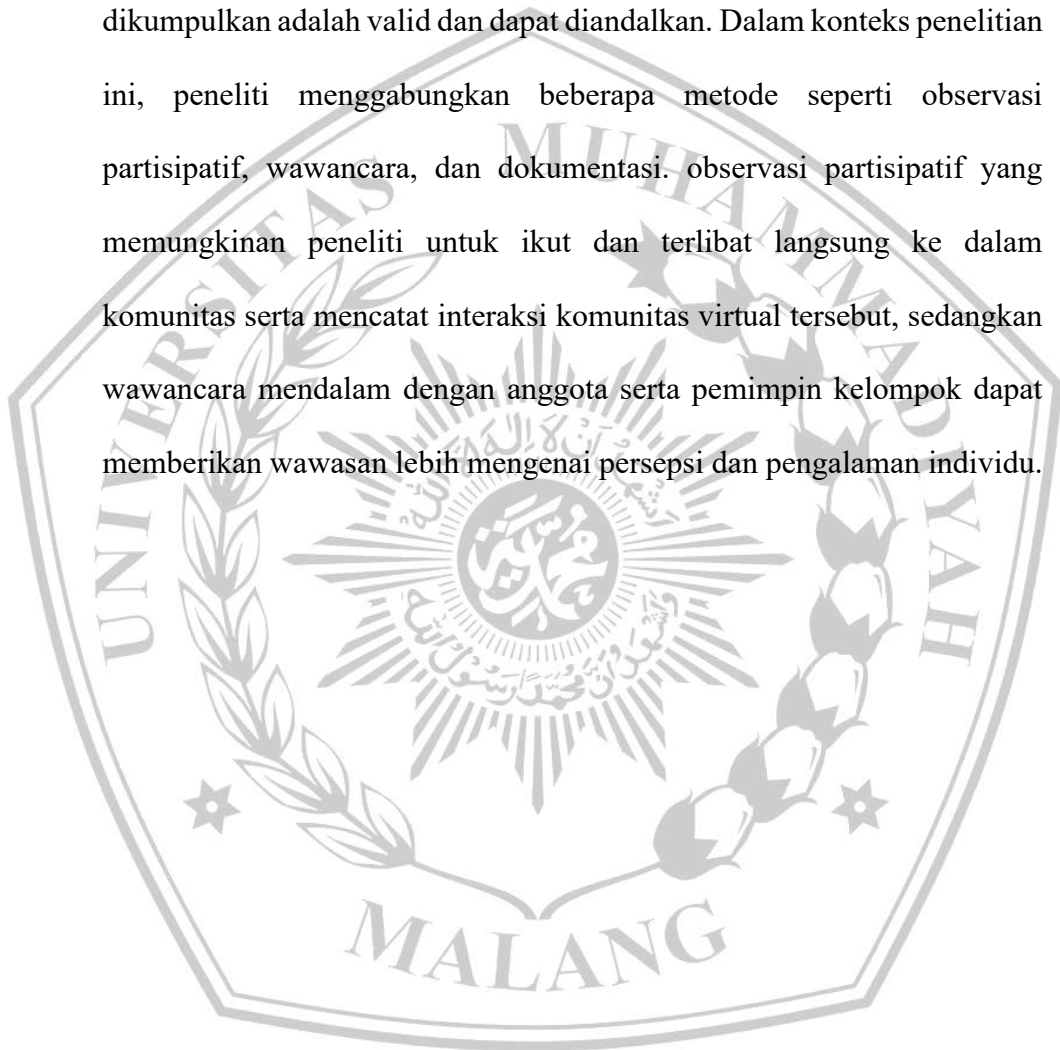 dikumpulkan adalah valid dan dapat diandalkan. Dalam konteks penelitian
ini, peneliti menggabungkan beberapa metode seperti observasi
partisipatif, wawancara, dan dokumentasi. observasi partisipatif yang
memungkinan peneliti untuk ikut dan terlibat langsung ke dalam
komunitas serta mencatat interaksi komunitas virtual tersebut, sedangkan
wawancara mendalam dengan anggota serta pemimpin kelompok dapat
memberikan wawasan lebih mengenai persepsi dan pengalaman individu.
UNIVERSITAS MUHAMMADIYAH
MALANG